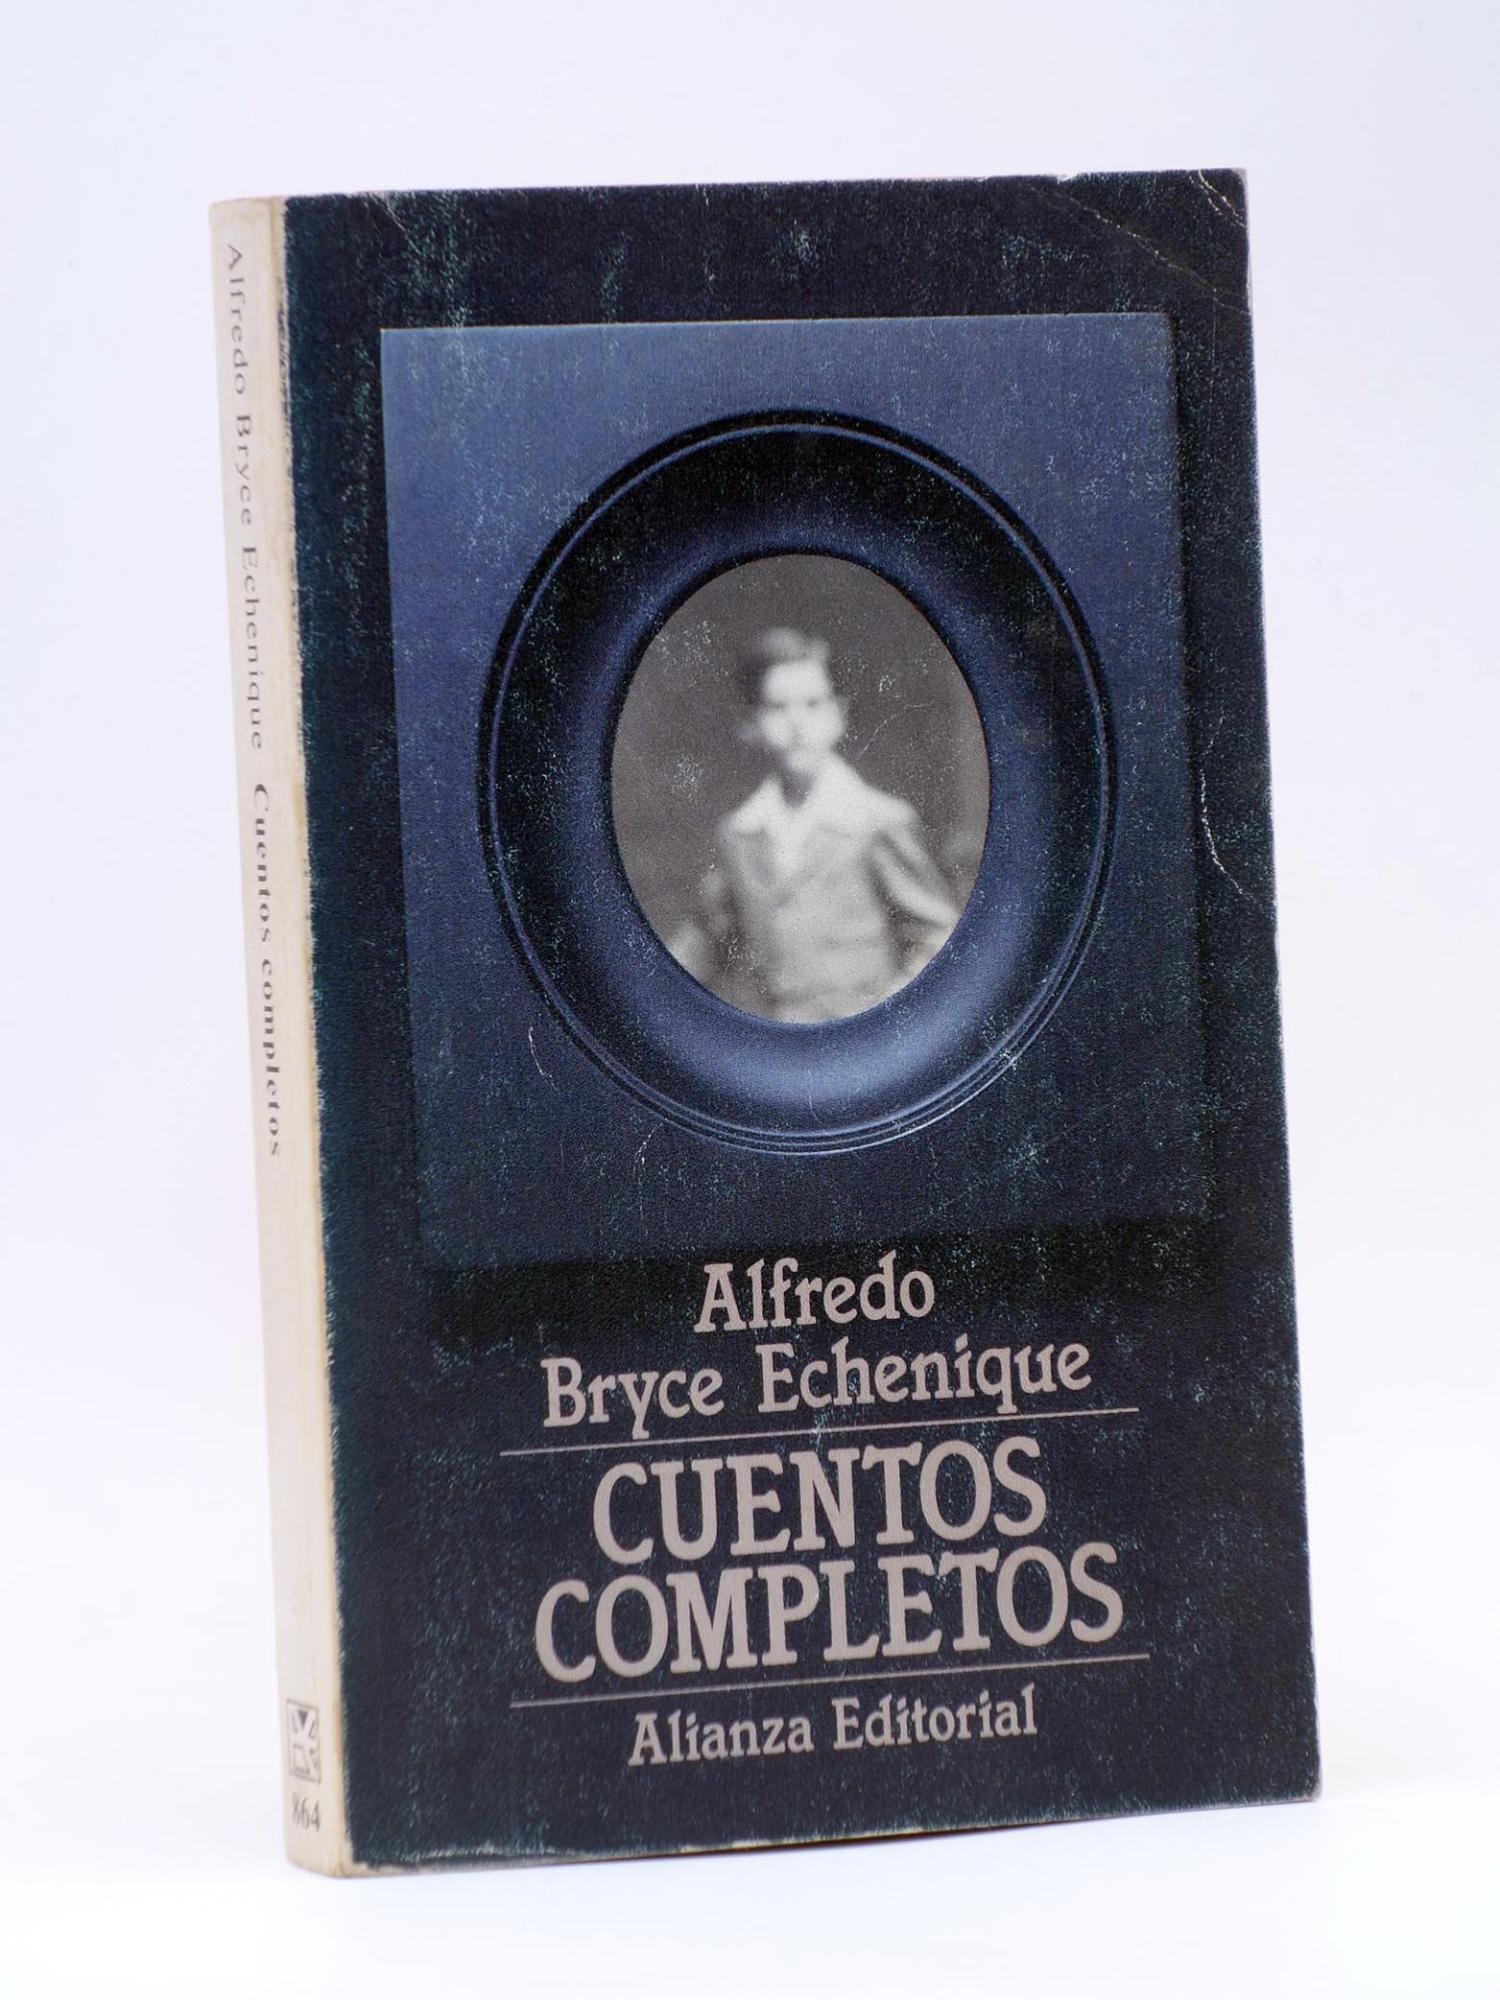 Alfredo Bryce Echenique Cuentos completos
864
Alfredo
Bryce Echenique
CUENTOS
COMPLETOS
Alianza Editorial